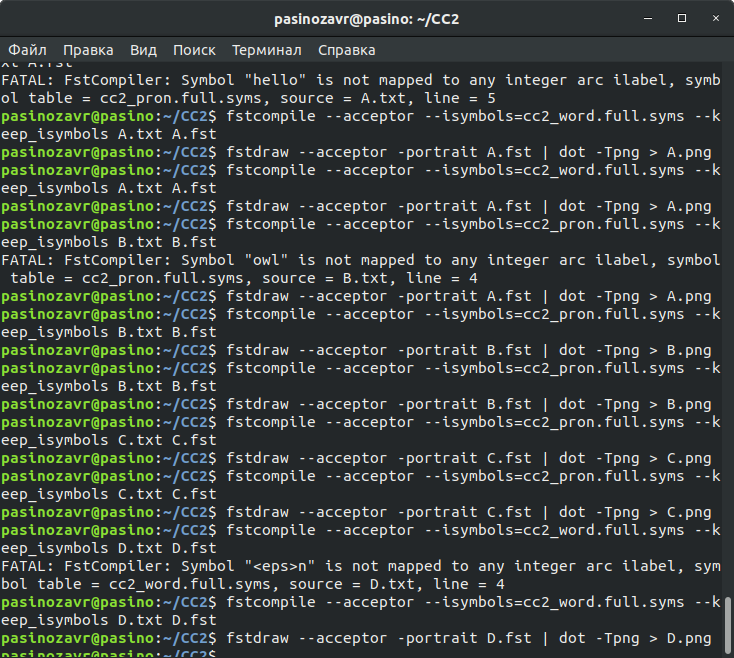 pasinozavr@pasino: ~/CC2
Файл Правка Вид Поиск Терминал Справка
xt A.fst
FATAL: FstCompiler: Symbol "hello" is not mapped to any integer arc ilabel, symb
ol table = cc2_pron.full.syms, source = A.txt, line = 5
pasinozavr@pasino:~/CC2$ fstcompile --acceptor --isymbols=cc2_word.full.syms --k
eep_isymbols A.txt A.fst
pasinozavr@pasino:~/CC2$ fstdraw --acceptor -portrait A.fst | dot -Tpng > A.png
pasinozavr@pasino:~/CC2$ fstcompile --acceptor --isymbols=cc2_word.full.syms --k
eep_isymbols A.txt A.fst
pasinozavr@pasino:~/CC2$ fstdraw --acceptor -portrait A.fst | dot -Tpng > A.png
pasinozavr@pasino:~/CC2$ fstcompile --acceptor --isymbols=cc2_pron.full.syms --k
eep_isymbols B.txt B.fst
FATAL: FstCompiler: Symbol "owl" is not mapped to any integer arc ilabel, symbol
 table = cc2_pron.full.syms, source = B.txt, line = 4
pasinozavr@pasino:~/CC2$ fstdraw --acceptor -portrait A.fst | dot -Tpng > A.png
pasinozavr@pasino:~/CC2$ fstcompile --acceptor --isymbols=cc2_pron.full.syms --k
eep_isymbols B.txt B.fst
pasinozavr@pasino:~/CC2$ fstdraw --acceptor -portrait B.fst | dot -Tpng > B.png
pasinozavr@pasino:~/CC2$ fstcompile --acceptor --isymbols=cc2_pron.full.syms --k
eep_isymbols B.txt B.fst
pasinozavr@pasino:~/CC2$ fstdraw --acceptor -portrait B.fst | dot -Tpng > B.png
pasinozavr@pasino:~/CC2$ fstcompile --acceptor --isymbols=cc2_pron.full.syms --k
eep_isymbols C.txt C.fst
pasinozavr@pasino:~/CC2$ fstdraw --acceptor -portrait C.fst | dot -Tpng > C.png
pasinozavr@pasino:~/CC2$ fstcompile --acceptor --isymbols=cc2_pron.full.syms --k
eep_isymbols C.txt C.fst
pasinozavr@pasino:~/CC2$ fstdraw --acceptor -portrait C.fst | dot -Tpng > C.png
pasinozavr@pasino:~/CC2$ fstcompile --acceptor --isymbols=cc2_word.full.syms --k
eep_isymbols D.txt D.fst
FATAL: FstCompiler: Symbol "<eps>n" is not mapped to any integer arc ilabel, sym
bol table = cc2_word.full.syms, source = D.txt, line = 4
pasinozavr@pasino:~/CC2$ fstcompile --acceptor --isymbols=cc2_word.full.syms --k
eep_isymbols D.txt D.fst
pasinozavr@pasino:~/CC2$ fstdraw --acceptor -portrait D.fst | dot -Tpng > D.png
pasinozavr@pasino:~/CC2$